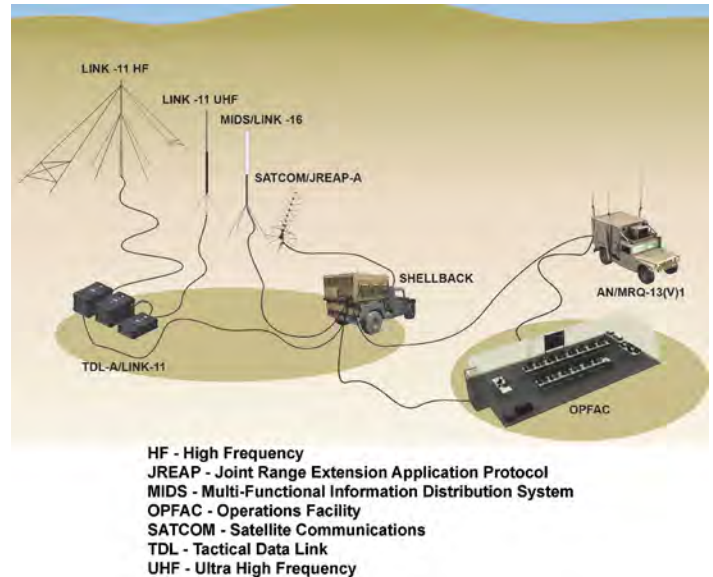 LINK -11 HF
LINK -11 UHF
MIDS/LINK -16
SATCOM/JREAP-A
SHELLBACK
AN/MRQ-13(V)1
TDL-A/LINK-11
OPFAC
HF - High Frequency
JREAP - Joint Range Extension Application Protocol
MIDS - Multi-Functional Information Distribution System
OPFAC - Operations Facility
SATCOM - Satellite Communications
TDL - Tactical Data Link
UHF - Ultra High Frequency